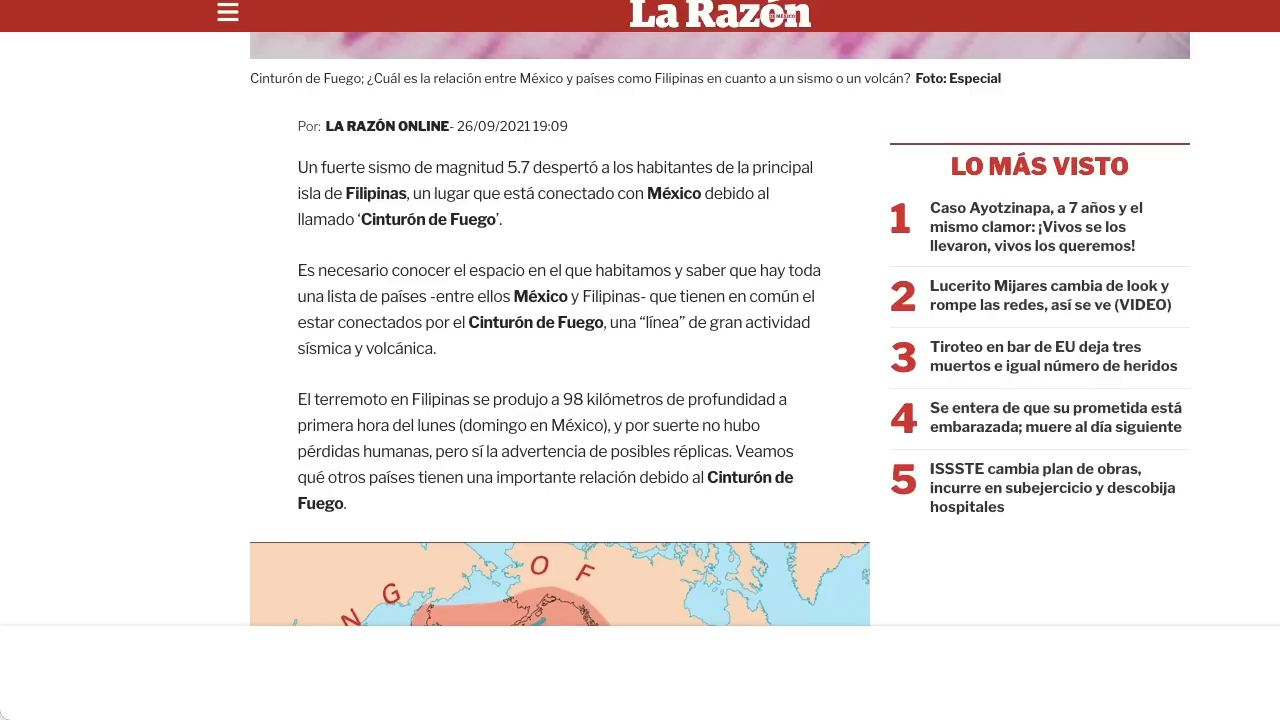 La Razón
DE MÉXICO
Cinturón de Fuego; ¿Cuál es la relación entre México y países como Filipinas en cuanto a un sismo o un volcán? Foto: Especial
Por: LA RAZÓN ONLINE- 26/09/2021 19:09
Un fuerte sismo de magnitud 5.7 despertó a los habitantes de la principal
isla de Filipinas, un lugar que está conectado con México debido al
llamado ‘Cinturón de Fuego’.
Es necesario conocer el espacio en el que habitamos y saber que hay toda
una lista de países -entre ellos México y Filipinas- que tienen en común el
estar conectados por el Cinturón de Fuego, una “línea” de gran actividad
sísmica y volcánica.
El terremoto en Filipinas se produjo a 98 kilómetros de profundidad a
primera hora del lunes (domingo en México), y por suerte no hubo
pérdidas humanas, pero sí la advertencia de posibles réplicas. Veamos
qué otros países tienen una importante relación debido al Cinturón de
Fuego.
N G O F
LO MÁS VISTO
1 Caso Ayotzinapa, a 7 años y el
mismo clamor: ¡Vivos se los
llevaron, vivos los queremos!
2 Lucerito Mijares cambia de look y
rompe las redes, así se ve (VIDEO)
3 Tiroteo en bar de EU deja tres
muertos e igual número de heridos
4 Se entera de que su prometida está
embarazada; muere al día siguiente
5 ISSSTE cambia plan de obras,
incurre en subejercicio y descobija
hospitales